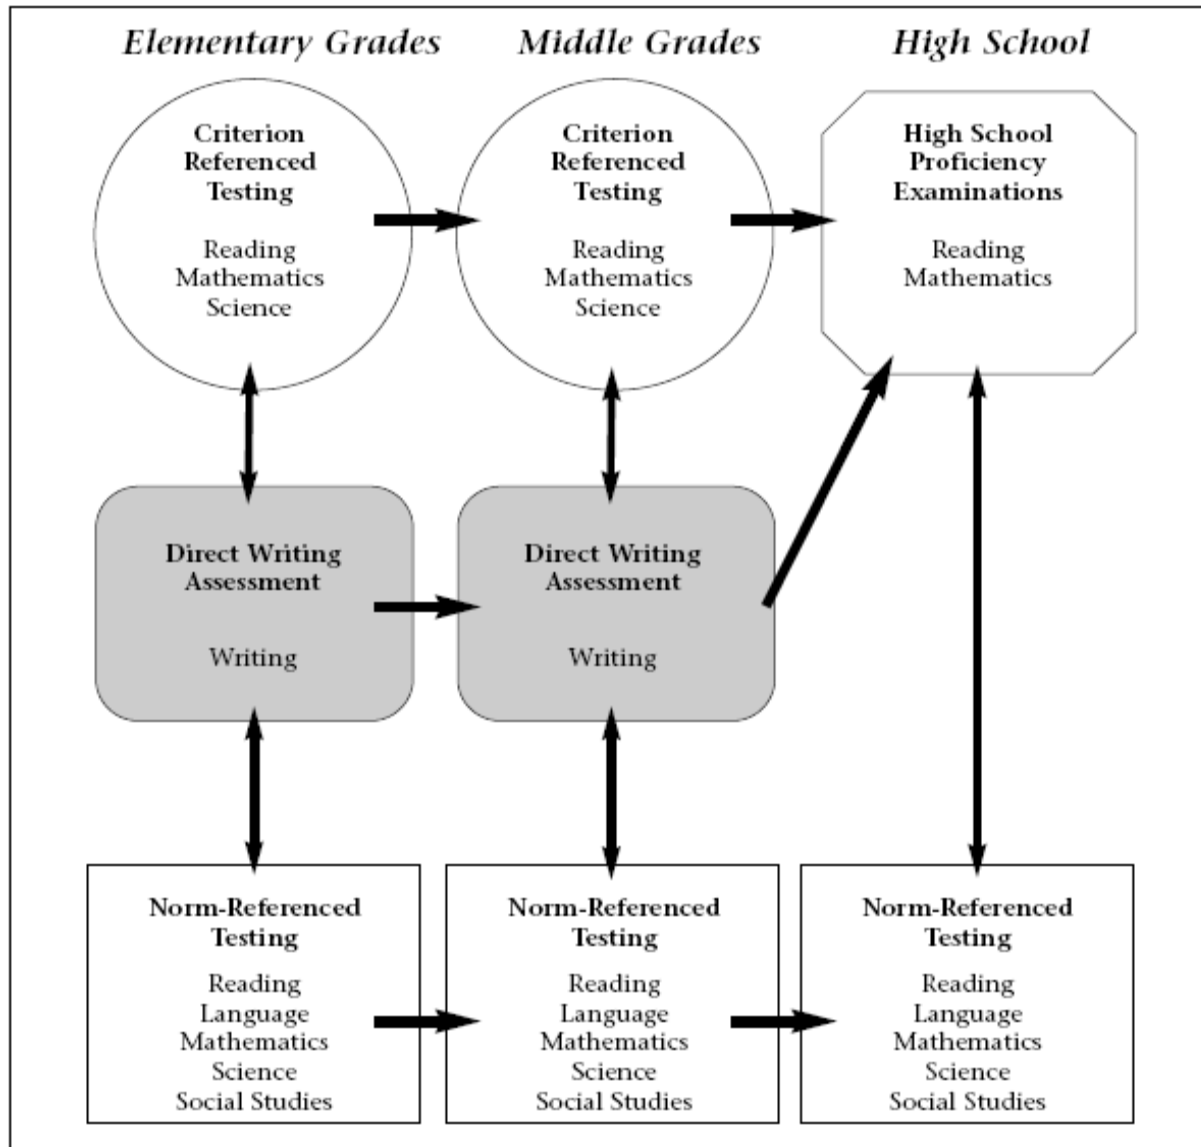 Elementary Grades
Middle Grades
High School
Criterion
Referenced
Testing
Reading
Mathematics
Science
Criterion
Referenced
Testing
Reading
Mathematics
Science
High School
Proficiency
Examinations
Reading
Mathematics
Direct Writing
Assessment
Writing
Direct Writing
Assessment
Writing
Norm-Referenced
Testing
Reading
Language
Mathematics
Science
Social Studies
Norm-Referenced
Testing
Reading
Language
Mathematics
Science
Social Studies
Norm-Referenced
Testing
Reading
Language
Mathematics
Science
Social Studies